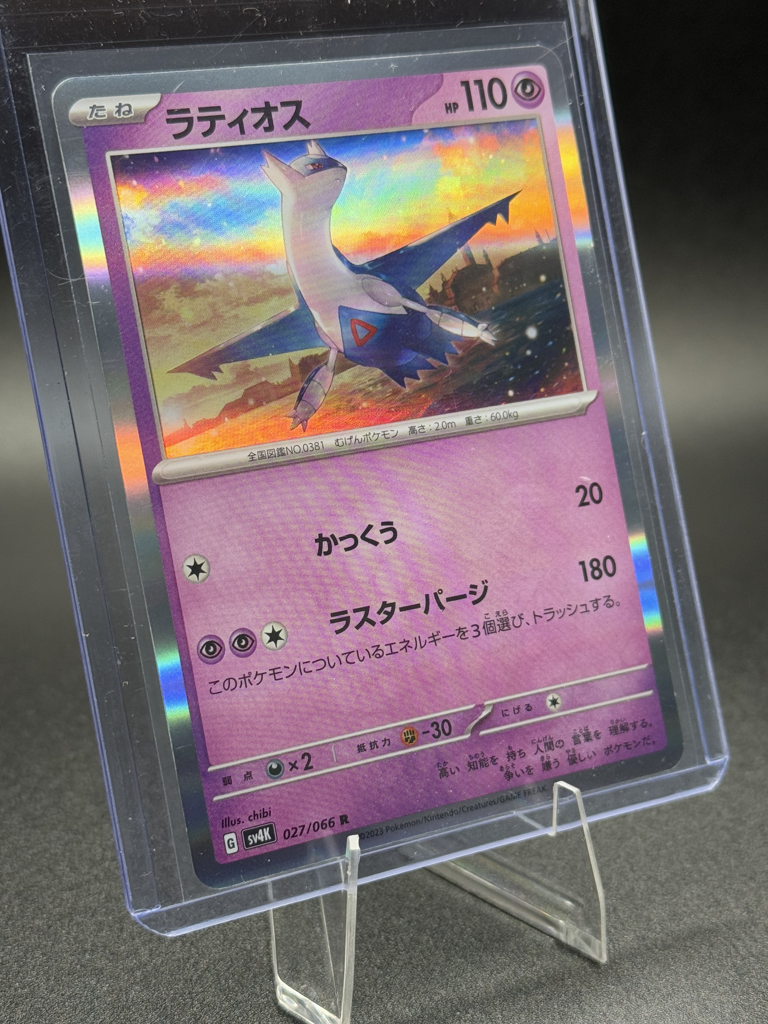 たね ラティオス HP 110
全国図鑑NO.0381 むげんポケモン 高さ:2.0m 重さ:60.0kg
かっくう 20
ラスターパージ 180
このポケモンについているエネルギーを3個選び、トラッシュする。
弱点 ×2 抵抗力 -30 にげる
高い 知能を 持ち 人間の 言葉を 理解する。
争いを 嫌う 優しい ポケモンだ。
Illus. chibi
G sv4K 027/066 R ©2023 Pokémon/Nintendo/Creatures/GAME FREAK